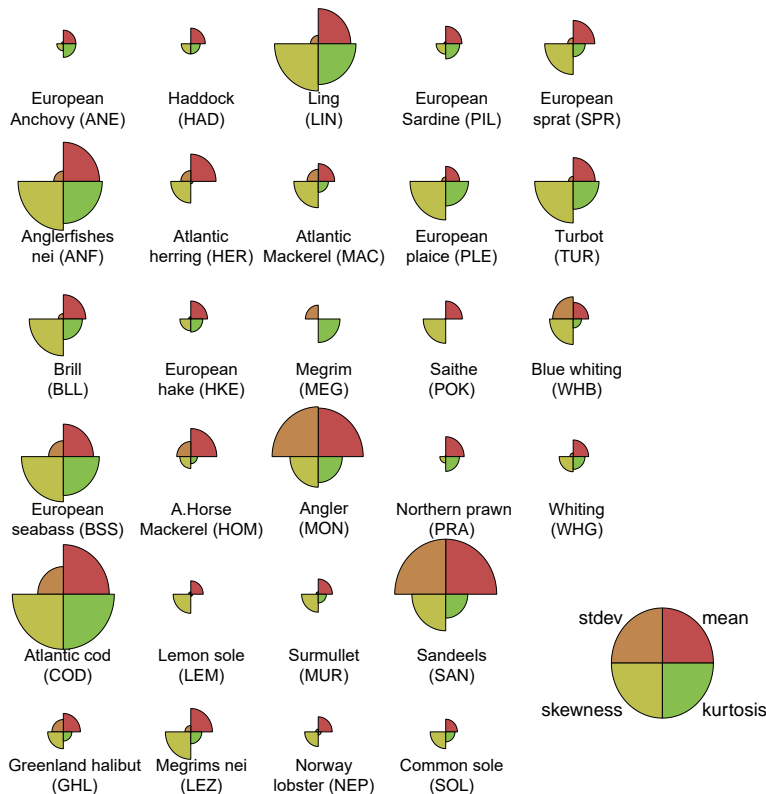 European
Anchovy (ANE)
Haddock
(HAD)
Ling
(LIN)
European
Sardine (PIL)
European
sprat (SPR)
Anglerfishes
nei (ANF)
Atlantic
herring (HER)
Atlantic
Mackerel (MAC)
European
plaice (PLE)
Turbot
(TUR)
Brill
(BLL)
European
hake (HKE)
Megrim
(MEG)
Saithe
(POK)
Blue whiting
(WHB)
European
seabass (BSS)
A.Horse
Mackerel (HOM)
Angler
(MON)
Northern prawn
(PRA)
Whiting
(WHG)
Atlantic cod
(COD)
Lemon sole
(LEM)
Surmullet
(MUR)
Sandeels
(SAN)
Greenland halibut
(GHL)
Megrims nei
(LEZ)
Norway
lobster (NEP)
Common sole
(SOL)
stdev
mean
skewness
kurtosis